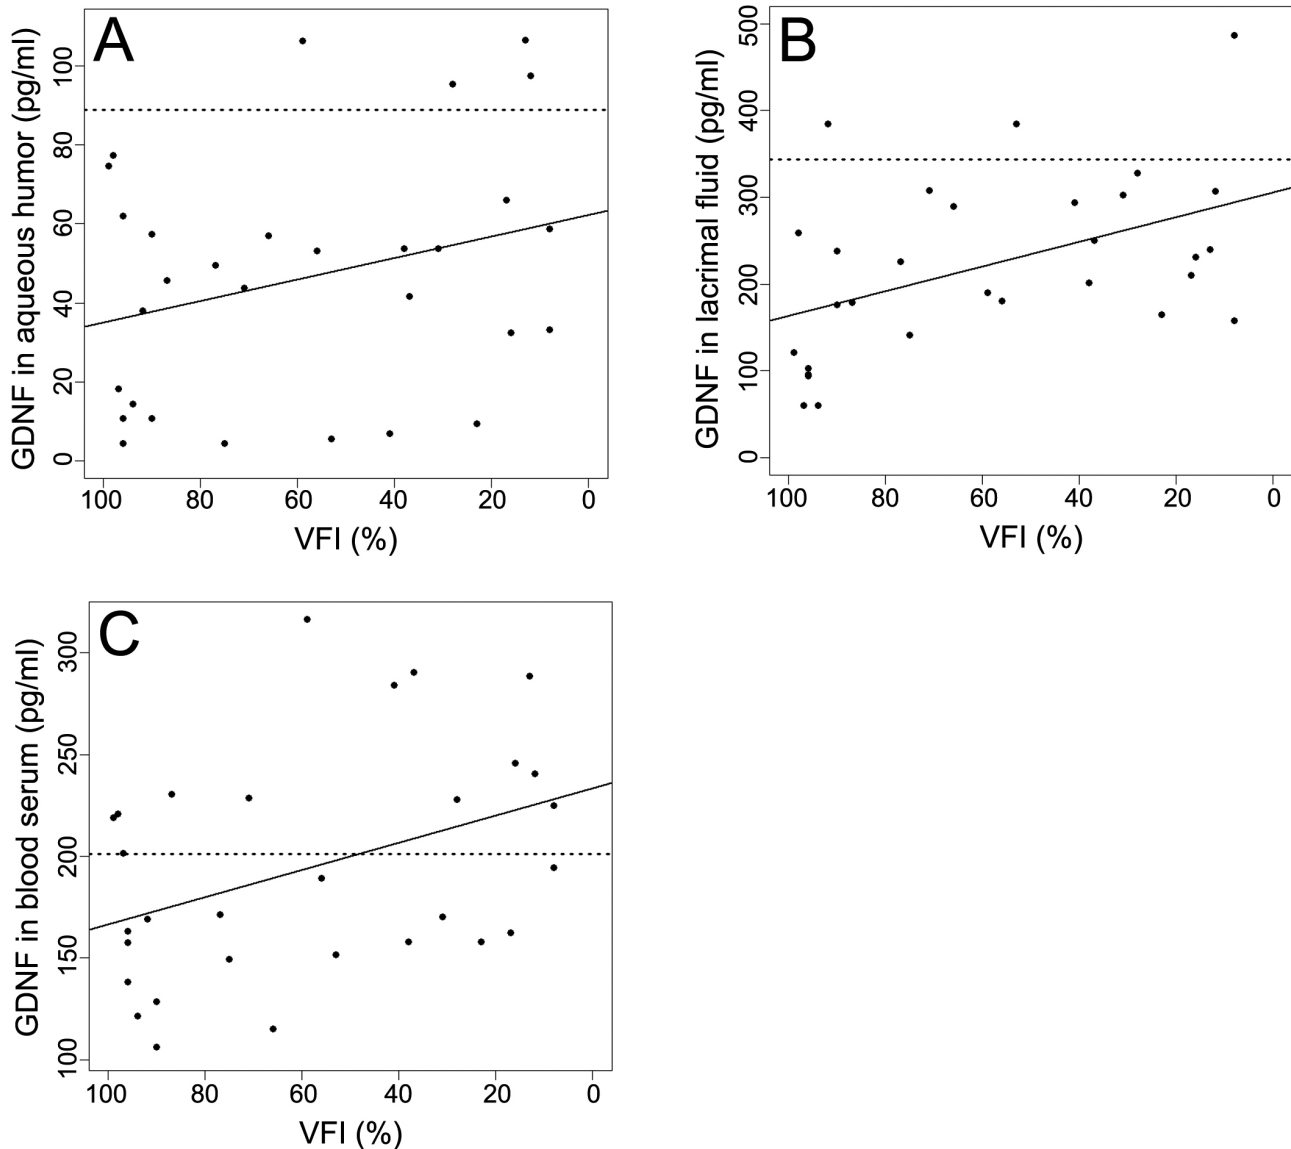 A
GDNF in aqueous humor (pg/ml)
100
80
60
40
20
0
100 80 60 40 20 0
VFI (%)
B
GDNF in lacrimal fluid (pg/ml)
500
400
300
200
100
0
100 80 60 40 20 0
VFI (%)
C
GDNF in blood serum (pg/ml)
300
250
200
150
100
100 80 60 40 20 0
VFI (%)